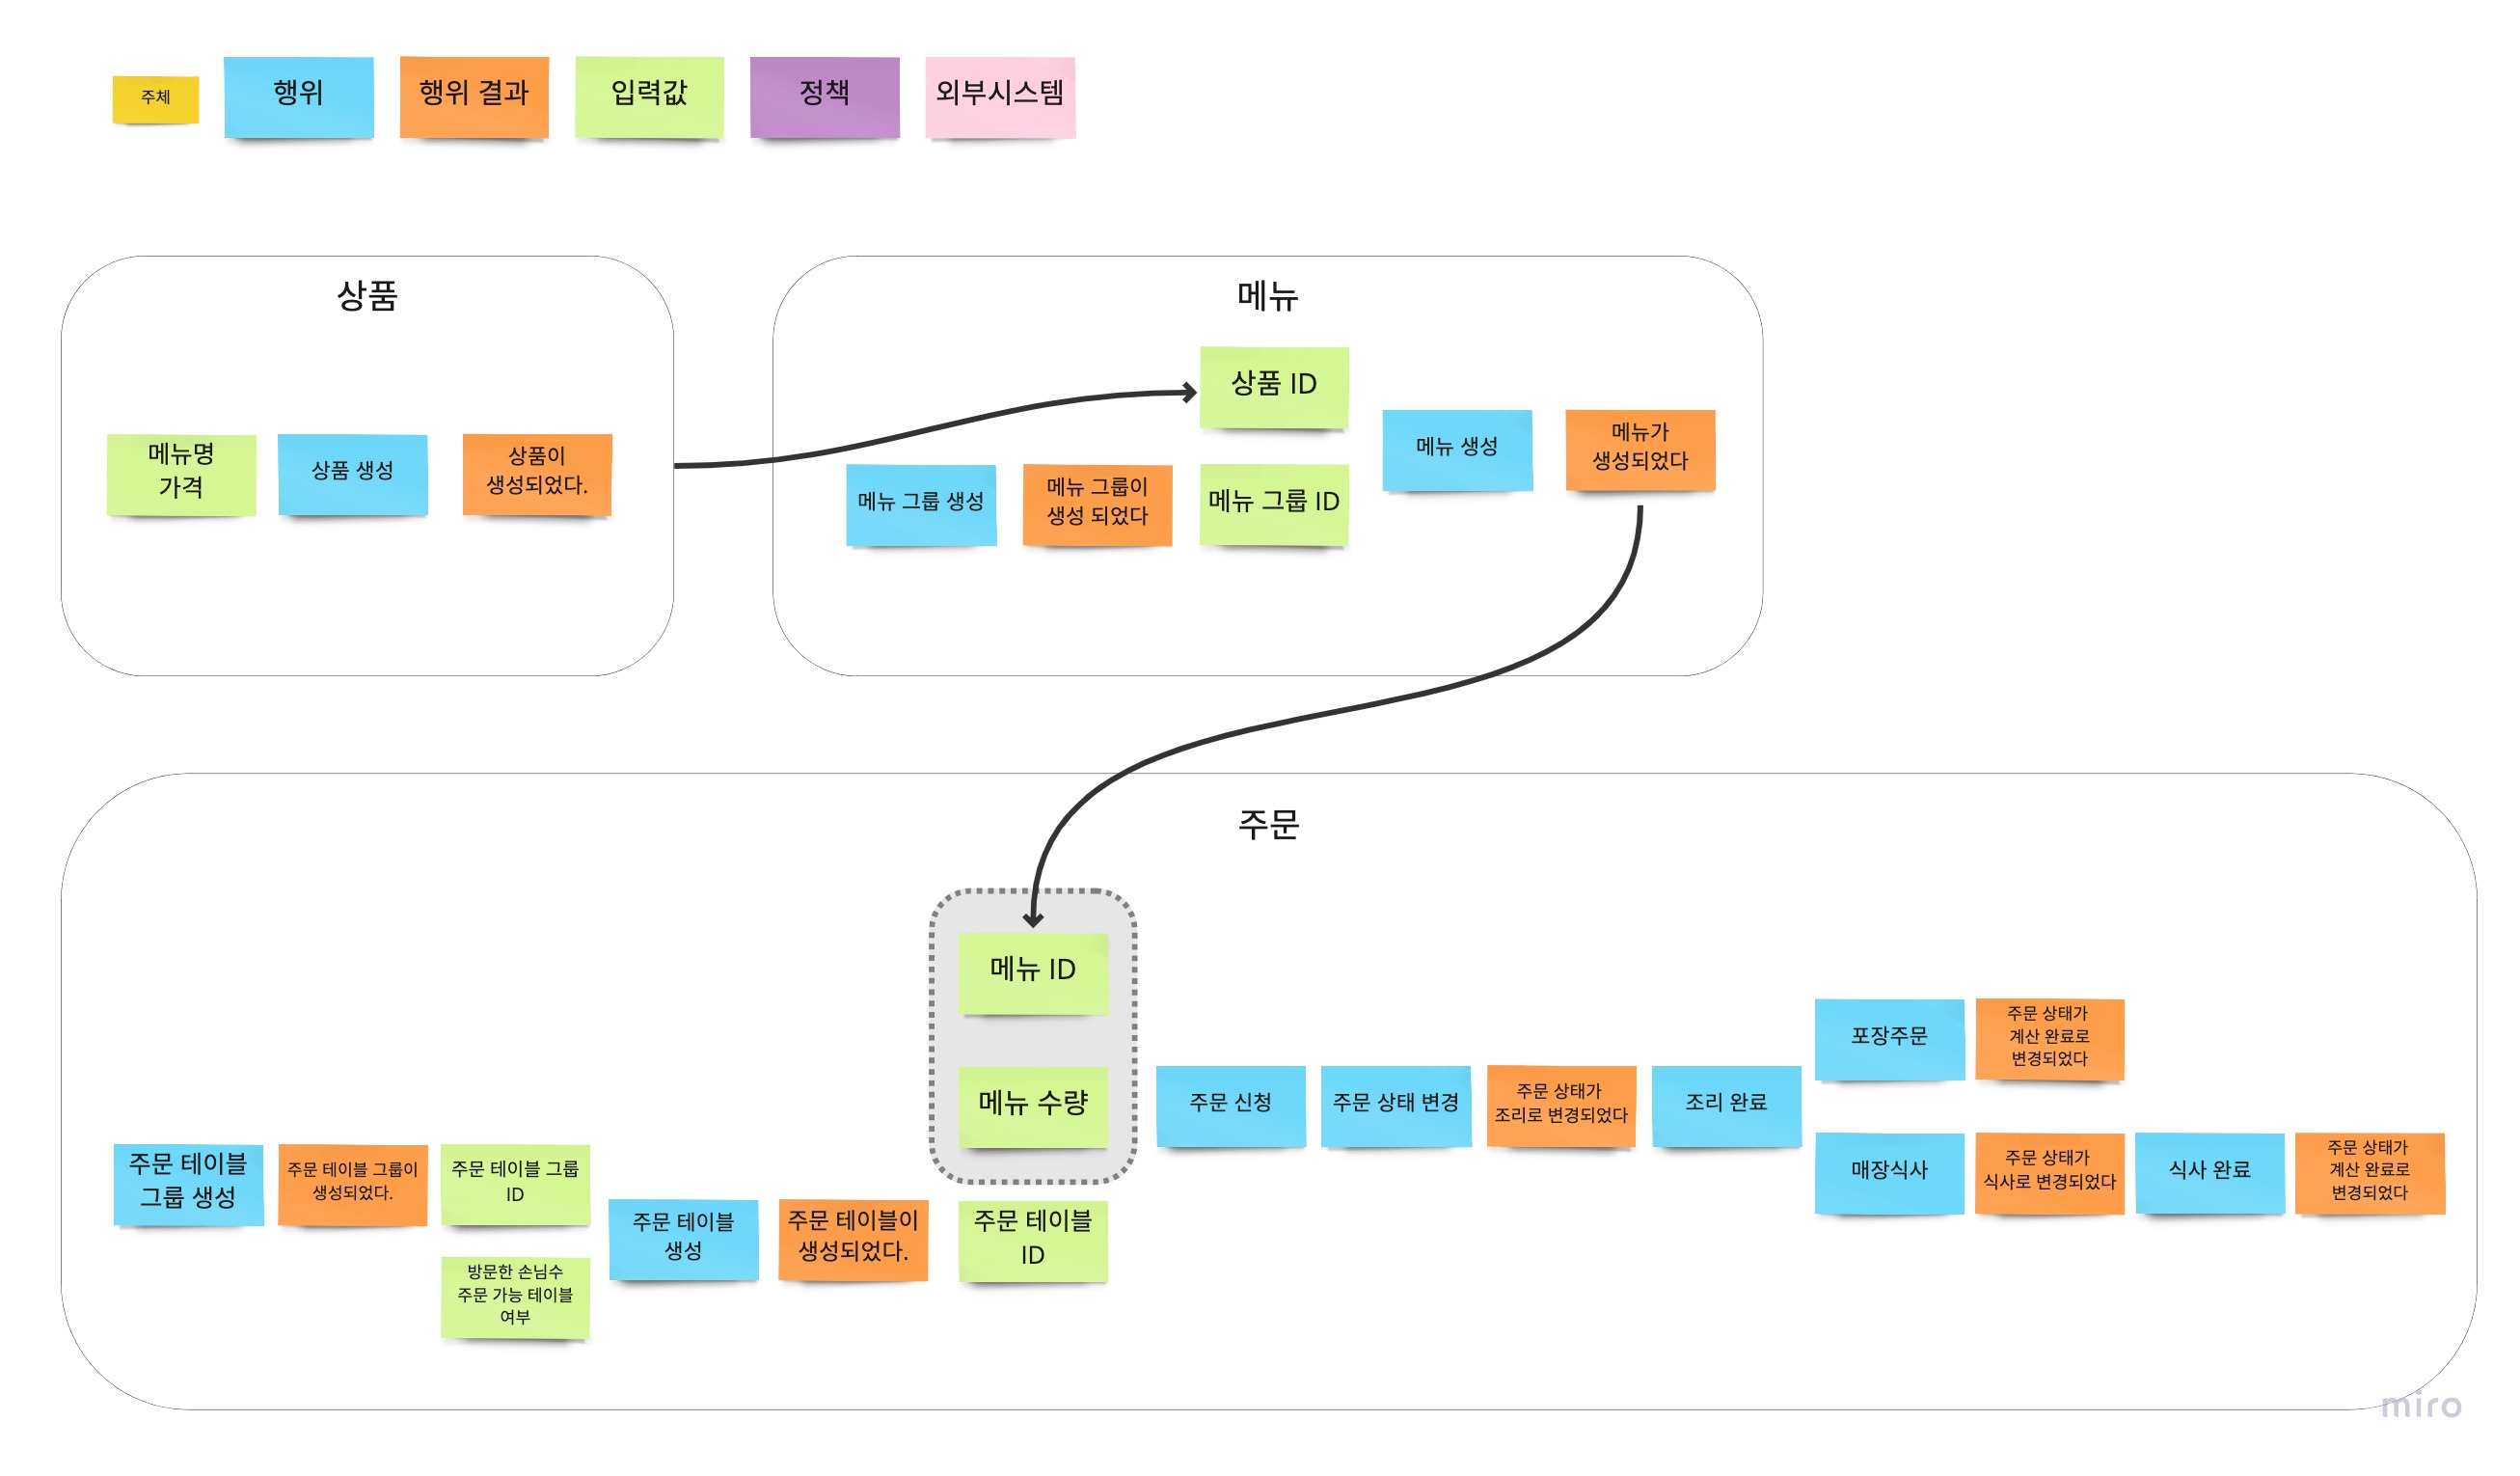 주체
행위
행위 결과
입력값
정책
외부시스템
상품
메뉴명
가격
상품 생성
상품이
생성되었다.
메뉴
상품 ID
메뉴 그룹 생성
메뉴 그룹이
생성 되었다
메뉴 그룹 ID
메뉴 생성
메뉴가
생성되었다
주문
메뉴 ID
메뉴 수량
주문 테이블
그룹 생성
주문 테이블 그룹이
생성되었다.
주문 테이블 그룹
ID
방문한 손님수
주문 가능 테이블
여부
주문 테이블
생성
주문 테이블이
생성되었다.
주문 테이블
ID
주문 신청
주문 상태 변경
주문 상태가
조리로 변경되었다
조리 완료
포장주문
주문 상태가
계산 완료로
변경되었다
매장식사
주문 상태가
식사로 변경되었다
식사 완료
주문 상태가
계산 완료로
변경되었다
miro